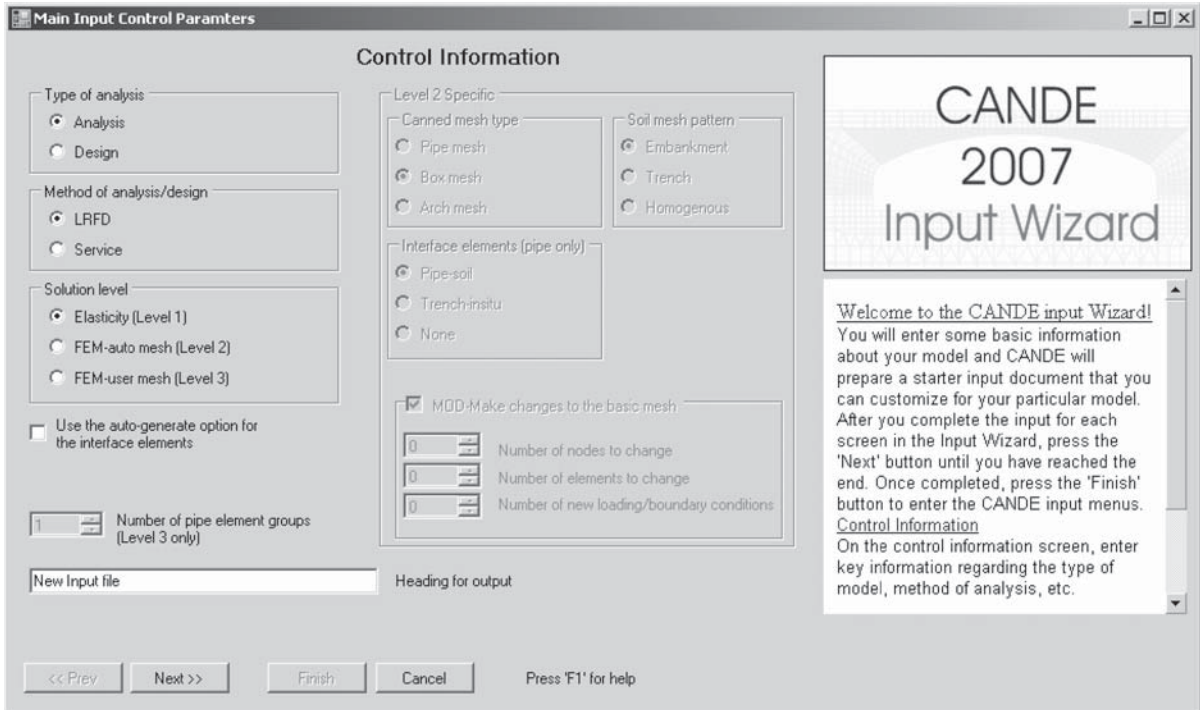 Main Input Control Paramters
Control Information
Type of analysis
Analysis
Design
Method of analysis/design
LRFD
Service
Solution level
Elasticity (Level 1)
FEM-auto mesh (Level 2)
FEM-user mesh (Level 3)
Use the auto-generate option for
the interface elements
1
Number of pipe element groups
(Level 3 only)
New Input file
Heading for output
Level 2 Specific
Canned mesh type
Pipe mesh
Box mesh
Arch mesh
Soil mesh pattern
Embankment
Trench
Homogenous
Interface elements (pipe only)
Pipe-soil
Trench-insitu
None
MOD-Make changes to the basic mesh
0
Number of nodes to change
0
Number of elements to change
0
Number of new loading/boundary conditions
CANDE
2007
Input Wizard
Welcome to the CANDE input Wizard!
You will enter some basic information
about your model and CANDE will
prepare a starter input document that you
can customize for your particular model.
After you complete the input for each
screen in the Input Wizard, press the
'Next' button until you have reached the
end. Once completed, press the 'Finish'
button to enter the CANDE input menus.
Control Information
On the control information screen, enter
key information regarding the type of
model, method of analysis, etc.
<< Prev
Next >>
Finish
Cancel
Press 'F1' for help